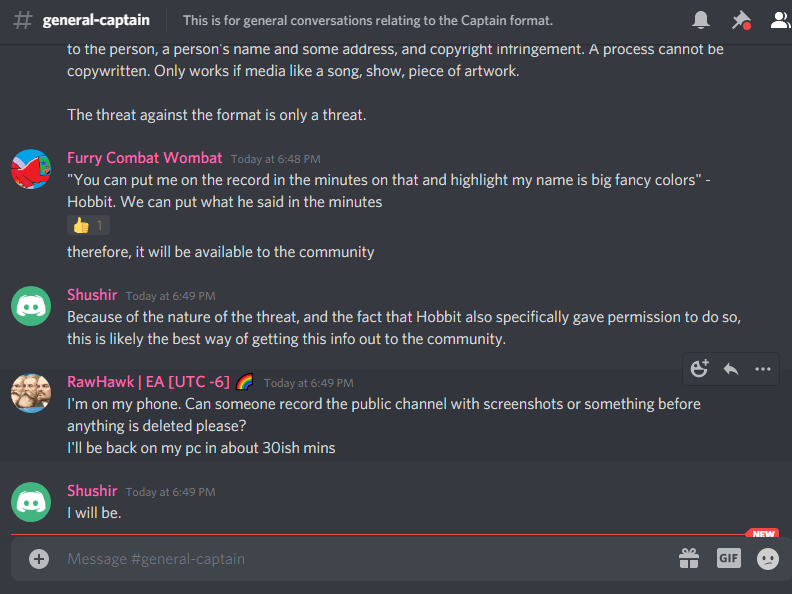 # general-captain This is for general conversations relating to the Captain format.
to the person, a person's name and some address, and copyright infringement. A process cannot be
copywritten. Only works if media like a song, show, piece of artwork.
The threat against the format is only a threat.
Furry Combat Wombat Today at 6:48 PM
"You can put me on the record in the minutes on that and highlight my name is big fancy colors" -
Hobbit. We can put what he said in the minutes
👍 1
therefore, it will be available to the community
Shushir Today at 6:49 PM
Because of the nature of the threat, and the fact that Hobbit also specifically gave permission to do so,
this is likely the best way of getting this info out to the community.
RawHawk | EA [UTC -6] 🌈 Today at 6:49 PM
I'm on my phone. Can someone record the public channel with screenshots or something before
anything is deleted please?
I'll be back on my pc in about 30ish mins
Shushir Today at 6:49 PM
I will be.
NEW
Message #general-captain GIF